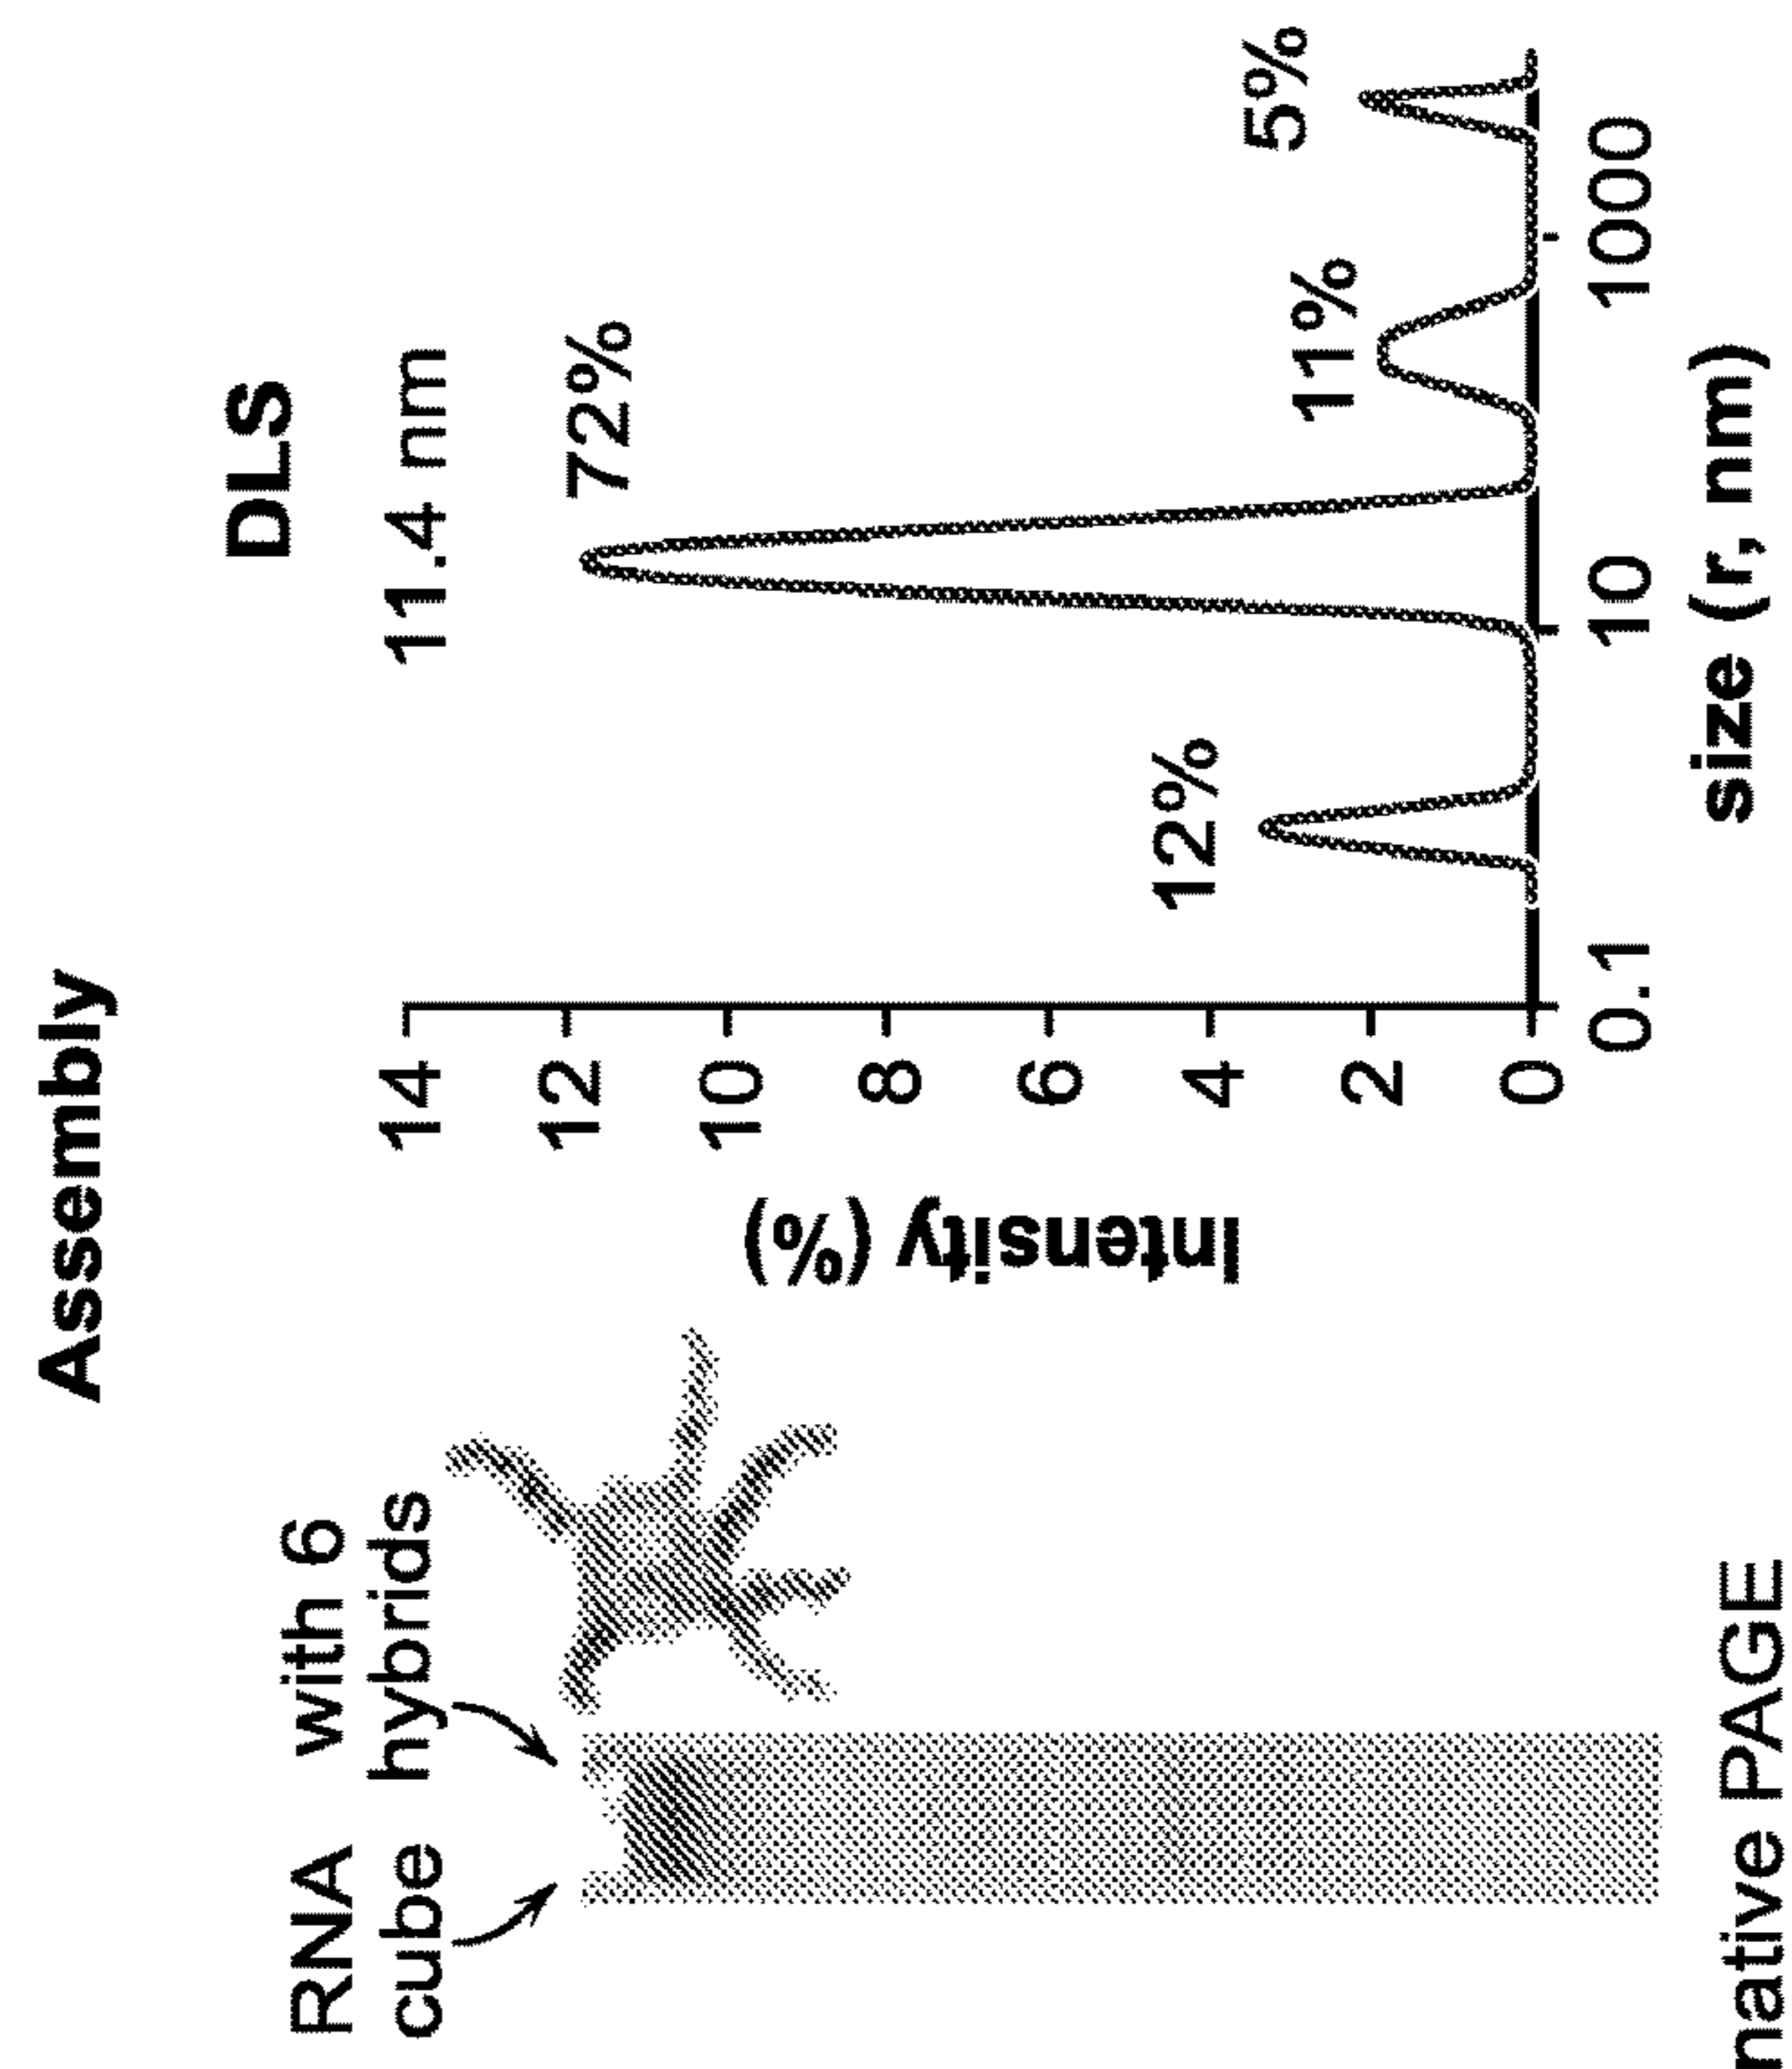 Assembly
RNA with 6
cube hybrids
native PAGE
DLS
11.4 nm
72%
12%
11%
5%
Intensity (%)
14
12
10
8
6
4
2
0
0.1
10
1000
size (r, nm)